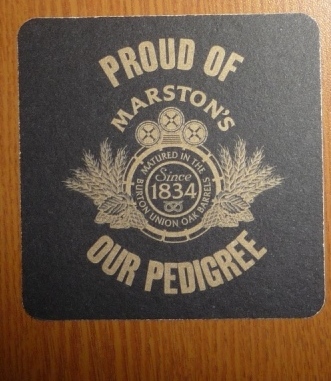 PROUD OF
MARSTON'S
MATURED IN THE
Since
1834
BURTON UNION OAK BARRELS
OUR PEDIGREE